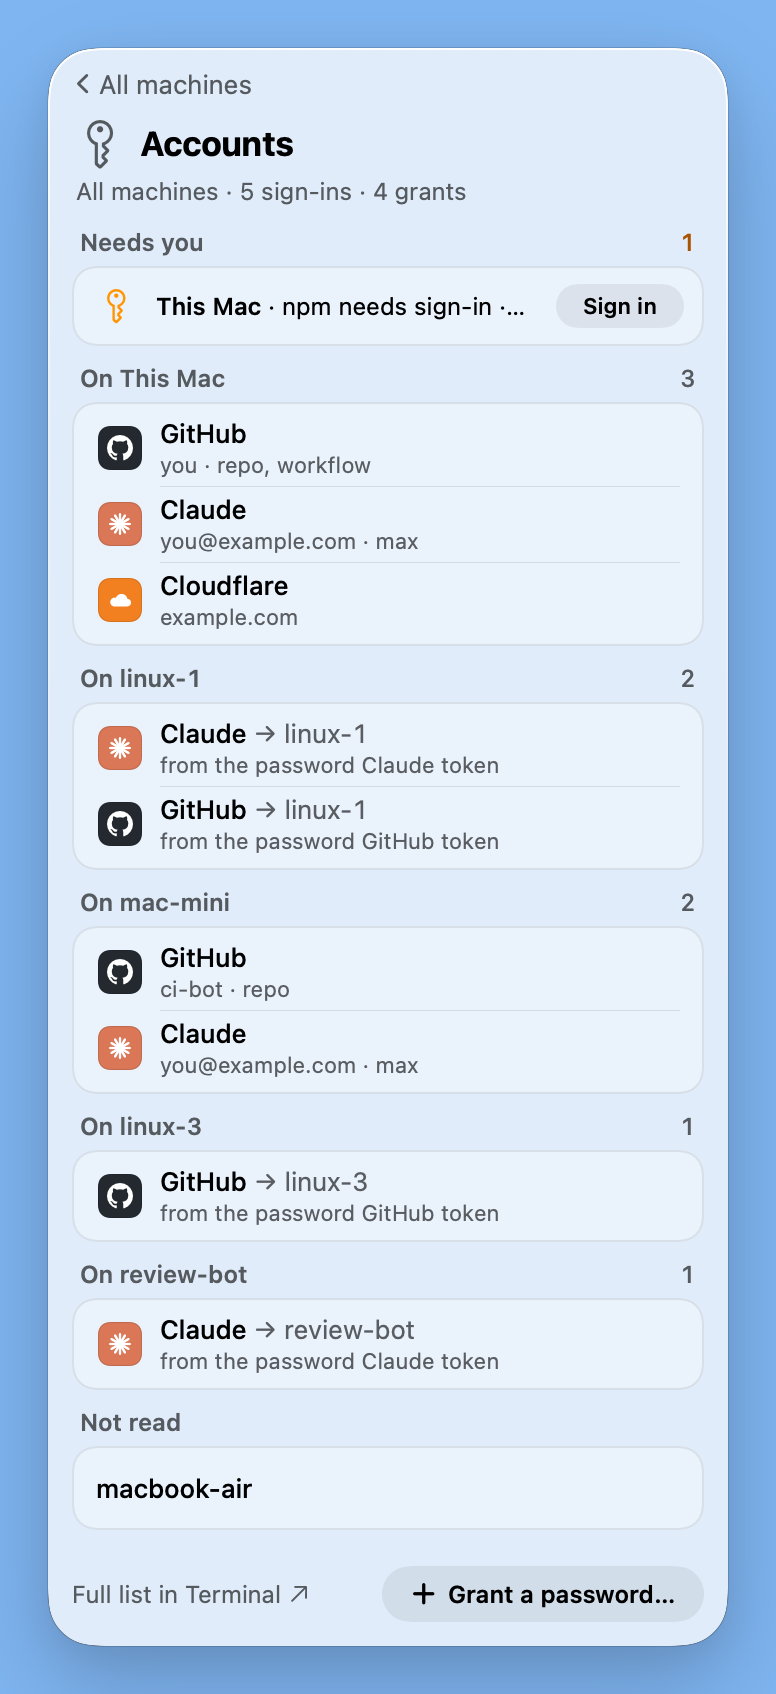 All machines
Accounts
All machines · 5 sign-ins · 4 grants
Needs you 1
This Mac · npm needs sign-in ·... Sign in
On This Mac 3
GitHub
you · repo, workflow
Claude
you@example.com · max
Cloudflare
example.com
On linux-1 2
Claude → linux-1
from the password Claude token
GitHub → linux-1
from the password GitHub token
On mac-mini 2
GitHub
ci-bot · repo
Claude
you@example.com · max
On linux-3 1
GitHub → linux-3
from the password GitHub token
On review-bot 1
Claude → review-bot
from the password Claude token
Not read
macbook-air
Full list in Terminal ↗ + Grant a password...